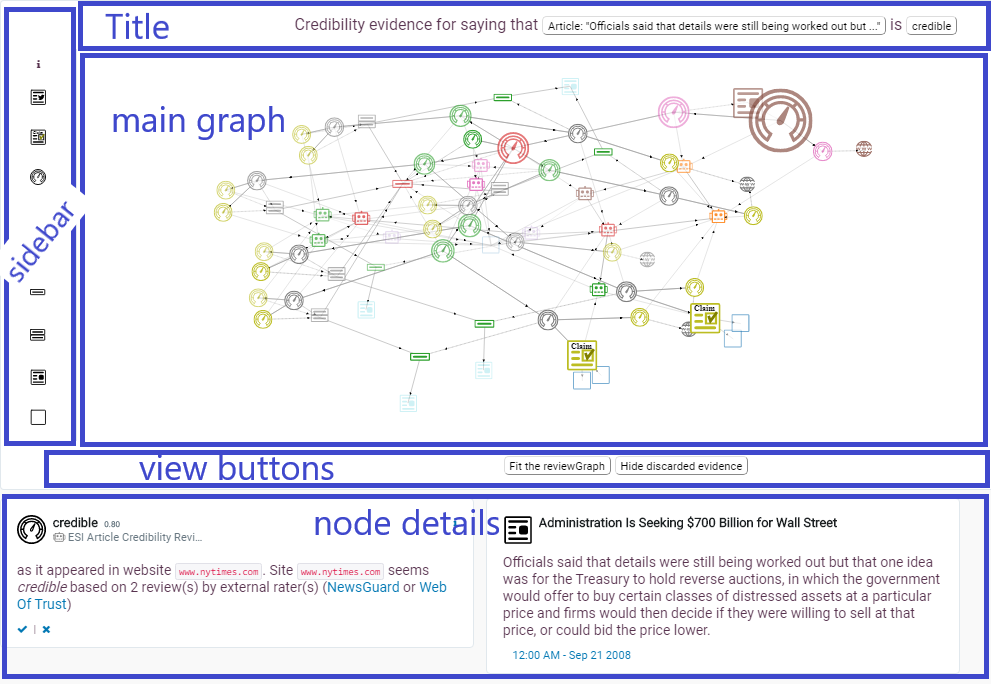 Title
Credibility evidence for saying that Article: "Officials said that details were still being worked out but ..." is credible
i
main graph
sidebar
Claim
Claim
view buttons
Fit the reviewGraph
Hide discarded evidence
node details
credible 0.80
ESI Article Credibility Revi...
as it appeared in website www.nytimes.com. Site www.nytimes.com seems
credible based on 2 review(s) by external rater(s) (NewsGuard or Web
Of Trust)
Administration Is Seeking $700 Billion for Wall Street
Officials said that details were still being worked out but that one idea
was for the Treasury to hold reverse auctions, in which the government
would offer to buy certain classes of distressed assets at a particular
price and firms would then decide if they were willing to sell at that
price, or could bid the price lower.
12:00 AM - Sep 21 2008